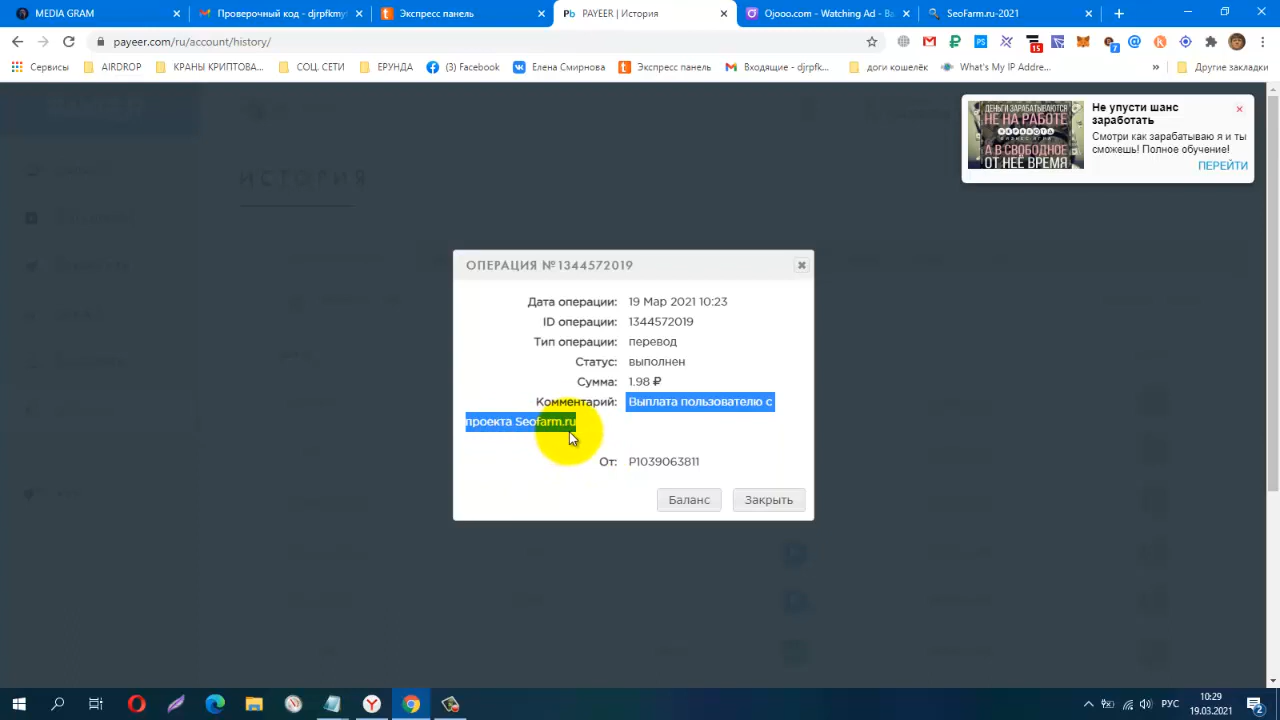 MEDIA GRAM
Проверочный код - djrpfkmy
Экспресс панель
PAYEER | История
Ojooo.com - Watching Ad - Ba
SeoFarm.ru-2021
payeer.com/ru/account/history/
15
7
Сервисы
AIRDROP
КРАНЫ КРИПТОВА...
СОЦ. СЕТИ
ЕРУНДА
(3) Facebook
Елена Смирнова
Экспресс панель
Входящие - djrpfk...
доги кошелёк
What's My IP Addre...
Другие закладки
ДЕНЬГИ ЗАРАБАТЫВАЮТСЯ
НЕ НА РАБОТЕ
А В СВОБОДНОЕ
ОТ НЕЕ ВРЕМЯ
Не упусти шанс
заработать
Смотри как зарабатываю я и ты
сможешь! Полное обучение!
ПЕРЕЙТИ
ИСТОРИЯ
ОПЕРАЦИЯ №1344572019
Дата операции: 19 Мар 2021 10:23
ID операции: 1344572019
Тип операции: перевод
Статус: выполнен
Сумма: 1.98 ₽
Комментарий: Выплата пользователю с
проекта Seofarm.ru
От: P1039063811
Баланс
Закрыть
РУС
10:29
19.03.2021
2